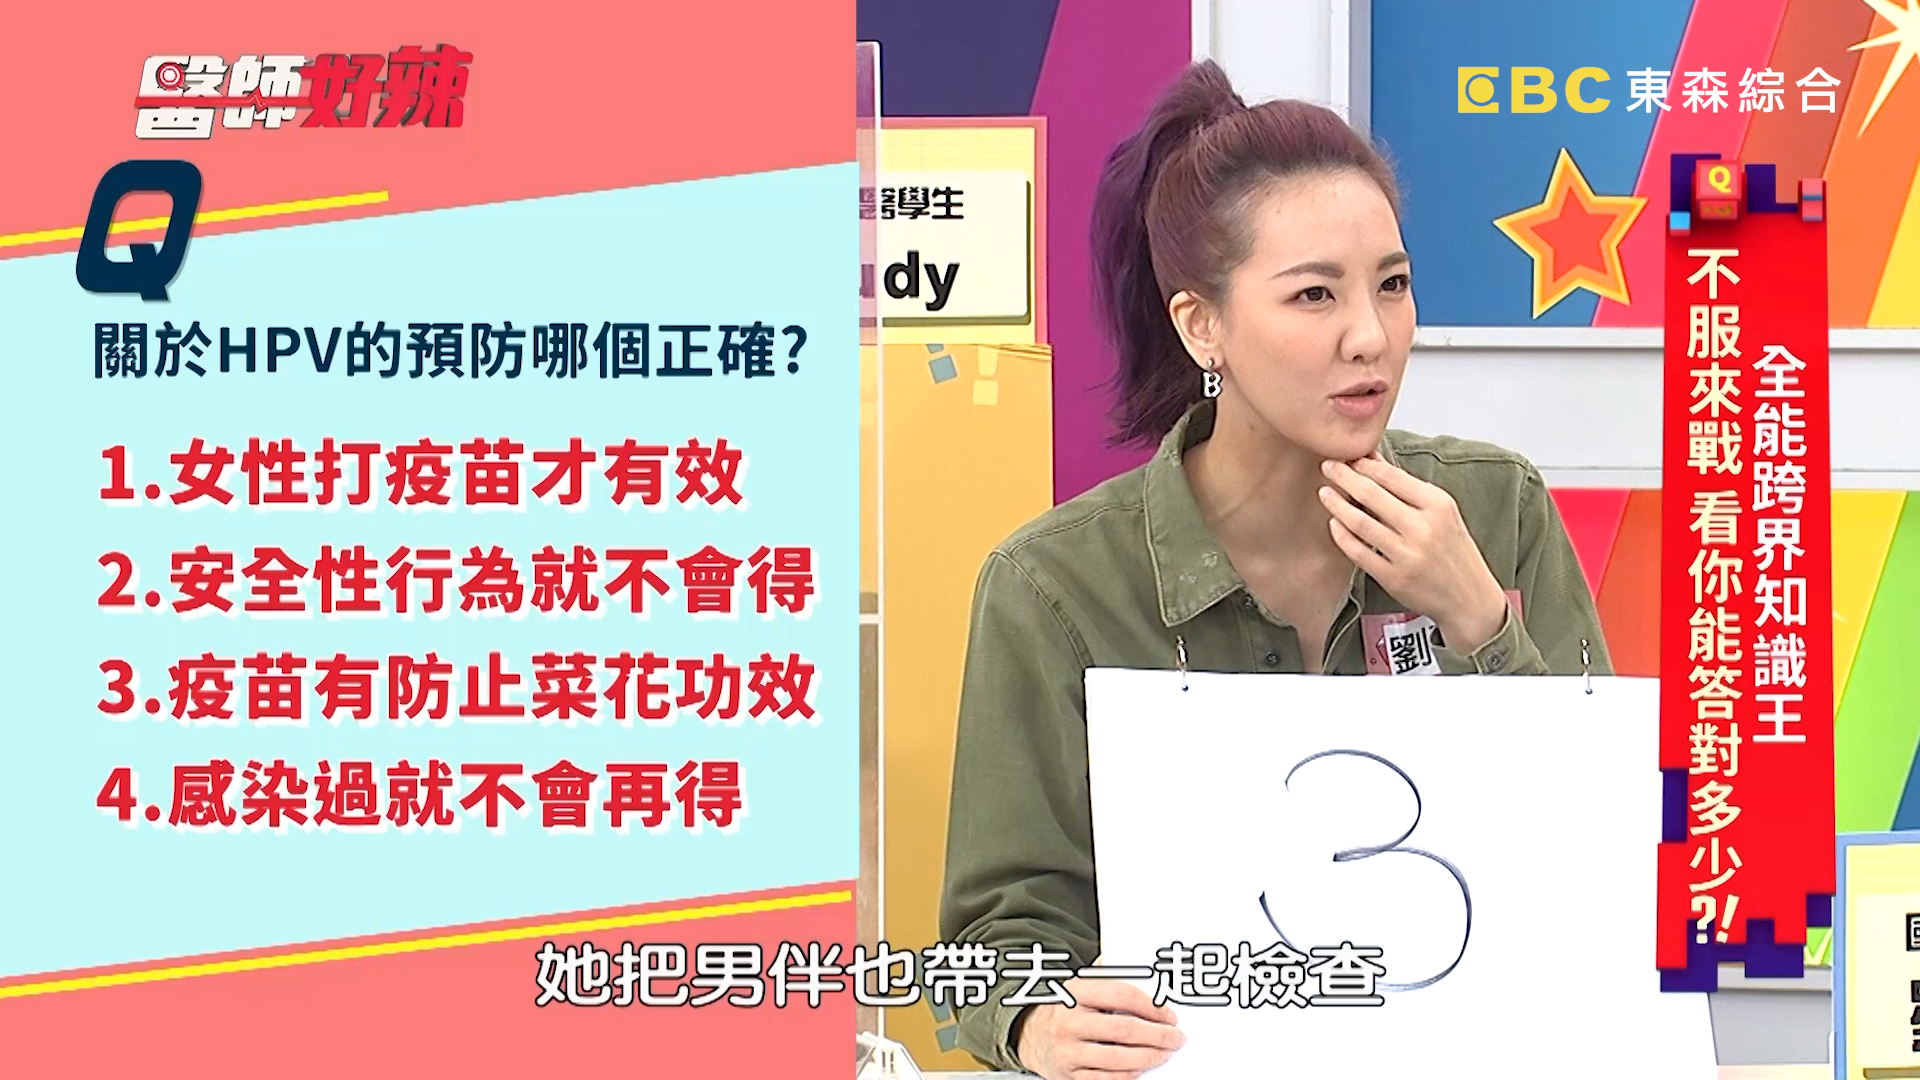 醫師好辣
EBC東森綜合
Q
關於HPV的預防哪個正確?
1.女性打疫苗才有效
2.安全性行為就不會得
3.疫苗有防止菜花功效
4.感染過就不會再得
醫學生
dy
Q
全能跨界知識王
不服來戰 看你能答對多少?!
劉
3
她把男伴也帶去一起檢查